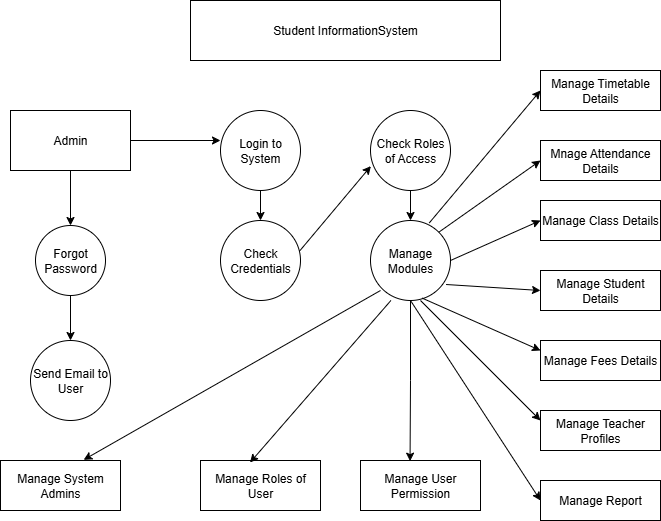 Student InformationSystem
Manage Timetable
Details
Admin
Login to
System
Check Roles
of Access
Mnage Attendance
Details
Manage Class Details
Forgot
Password
Check
Credentials
Manage
Modules
Manage Student
Details
Send Email to
User
Manage Fees Details
Manage Teacher
Profiles
Manage System
Admins
Manage Roles of
User
Manage User
Permission
Manage Report